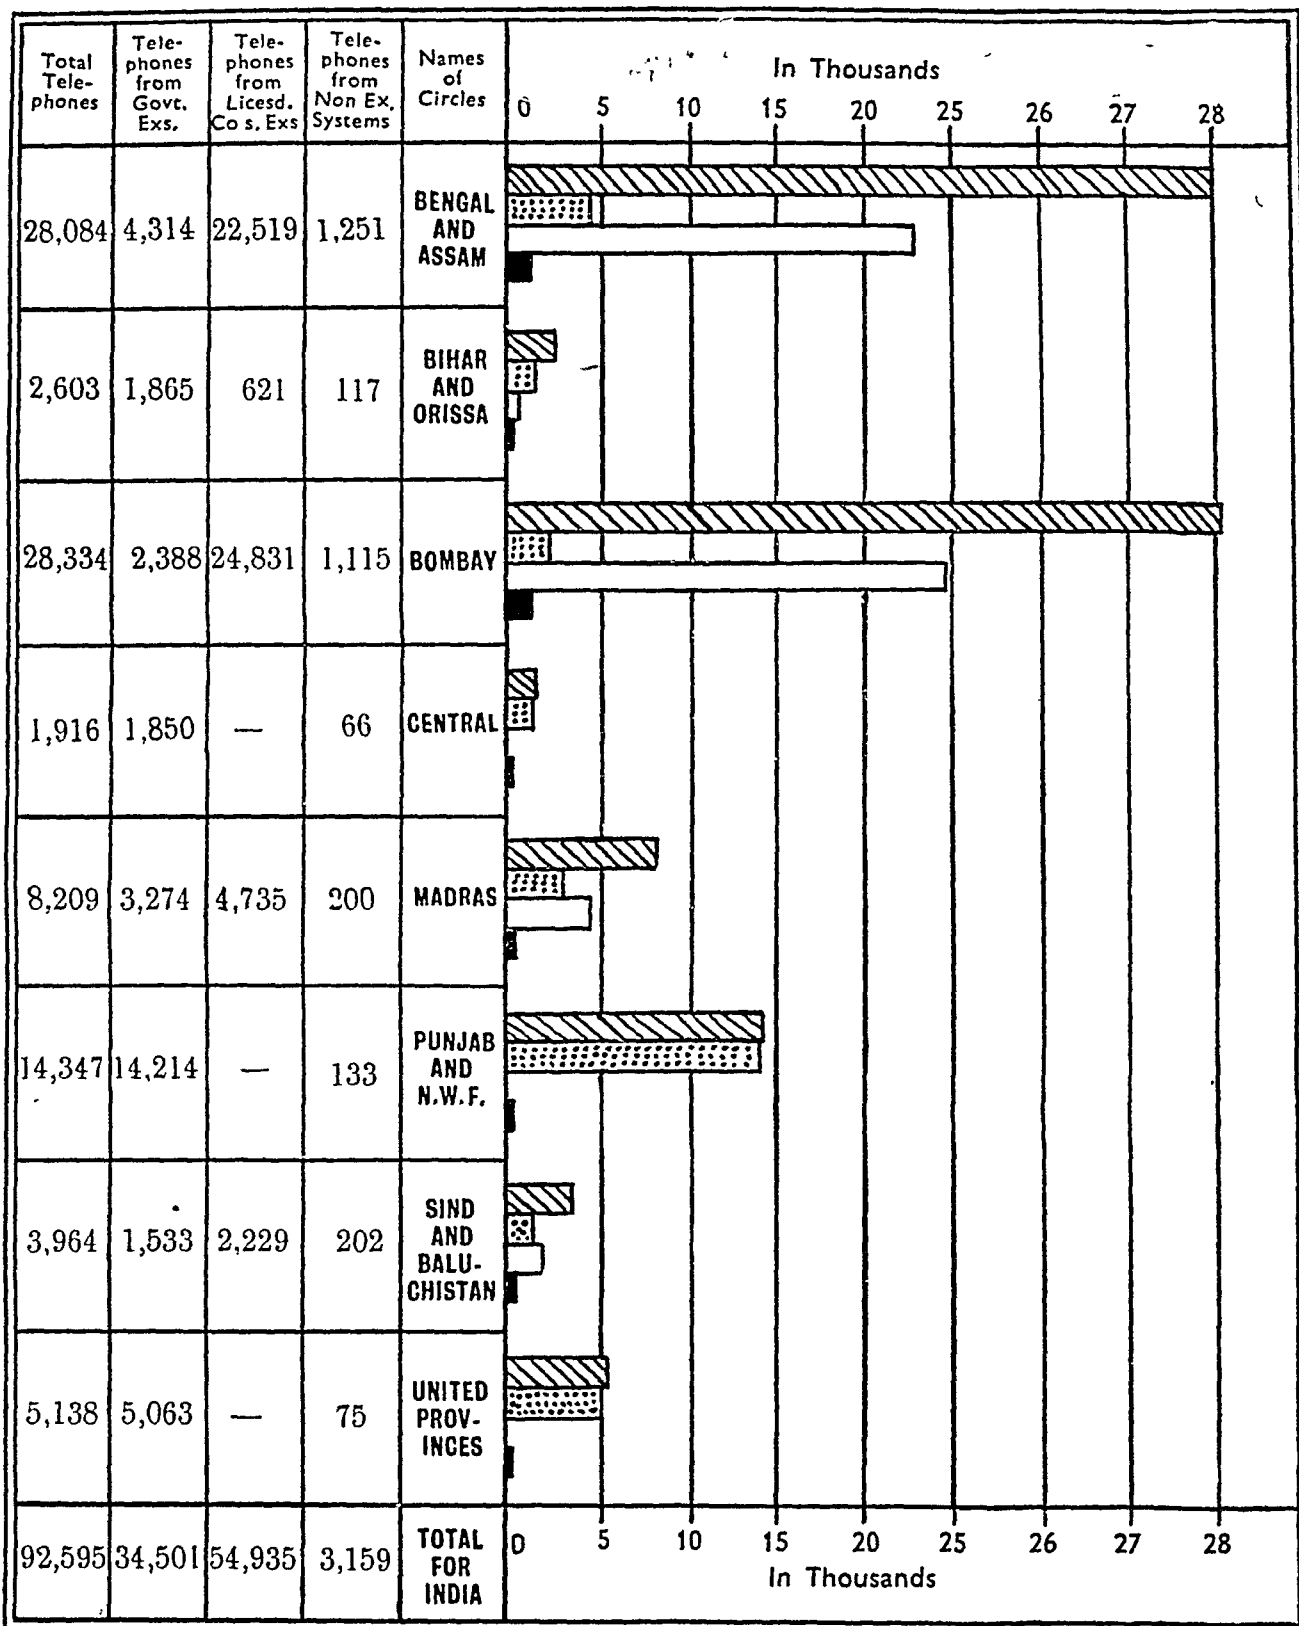 Total Tele- phones
Tele- phones from Govt. Exs.
Tele- phones from Licesd. Co s. Exs
Tele- phones from Non Ex. Systems
Names of Circles
In Thousands
0 5 10 15 20 25 26 27 28
28,084 4,314 22,519 1,251 BENGAL AND ASSAM
2,603 1,865 621 117 BIHAR AND ORISSA
28,334 2,388 24,831 1,115 BOMBAY
1,916 1,850 — 66 CENTRAL
8,209 3,274 4,735 200 MADRAS
14,347 14,214 — 133 PUNJAB AND N.W.F.
3,964 1,533 2,229 202 SIND AND BALU- CHISTAN
5,138 5,063 — 75 UNITED PROV- INCES
92,595 34,501 54,935 3,159 TOTAL FOR INDIA
0 5 10 15 20 25 26 27 28
In Thousands